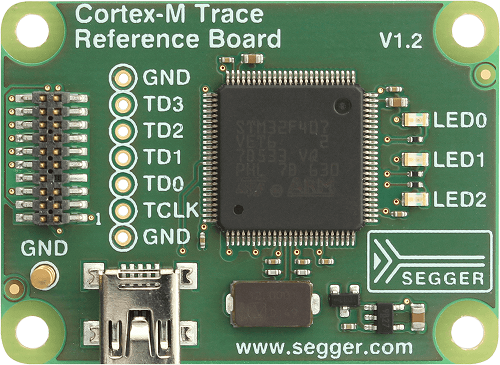 Cortex-M Trace
Reference Board
V1.2
GND
TD3
TD2
TD1
TD0
TCLK
GND
1
GND
LED0
LED1
LED2
STM32F407
ARM
SEGGER
www.segger.com